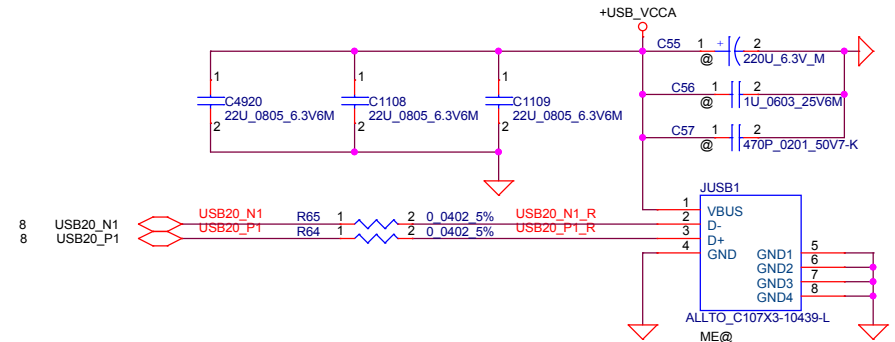 +USB_VCCA
C55 1 + 2
@ 220U_6.3V_M
C56 1 2
@ 1U_0603_25V6M
C57 1 2
@ 470P_0201_50V7-K
1 1 1
C4920 C1108 C1109
22U_0805_6.3V6M 22U_0805_6.3V6M 22U_0805_6.3V6M
2 2 2
JUSB1
1 VBUS
8 USB20_N1 USB20_N1 R65 1 2 0_0402_5% USB20_N1_R 2 D-
8 USB20_P1 USB20_P1 R64 1 2 0_0402_5% USB20_P1_R 3 D+
4 GND
GND1 5
GND2 6
GND3 7
GND4 8
ALLTO_C107X3-10439-L
ME@